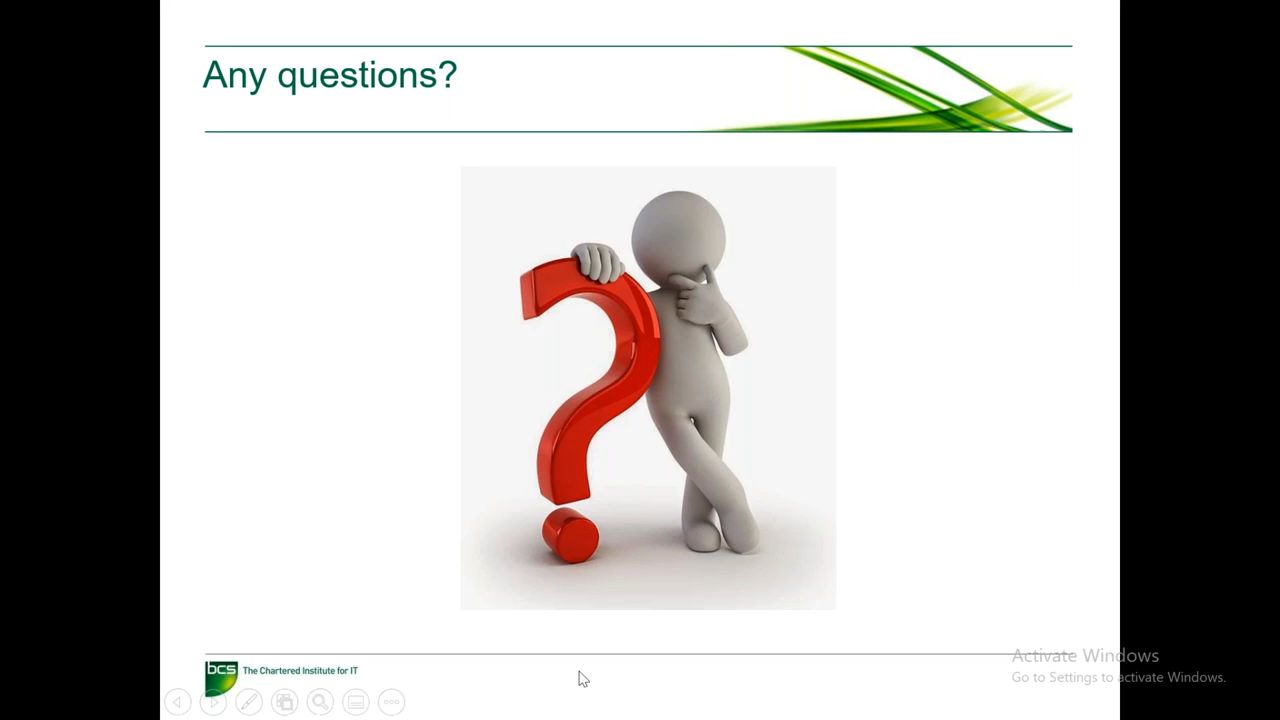 Any questions?
bcs The Chartered Institute for IT
Activate Windows
Go to Settings to activate Windows.